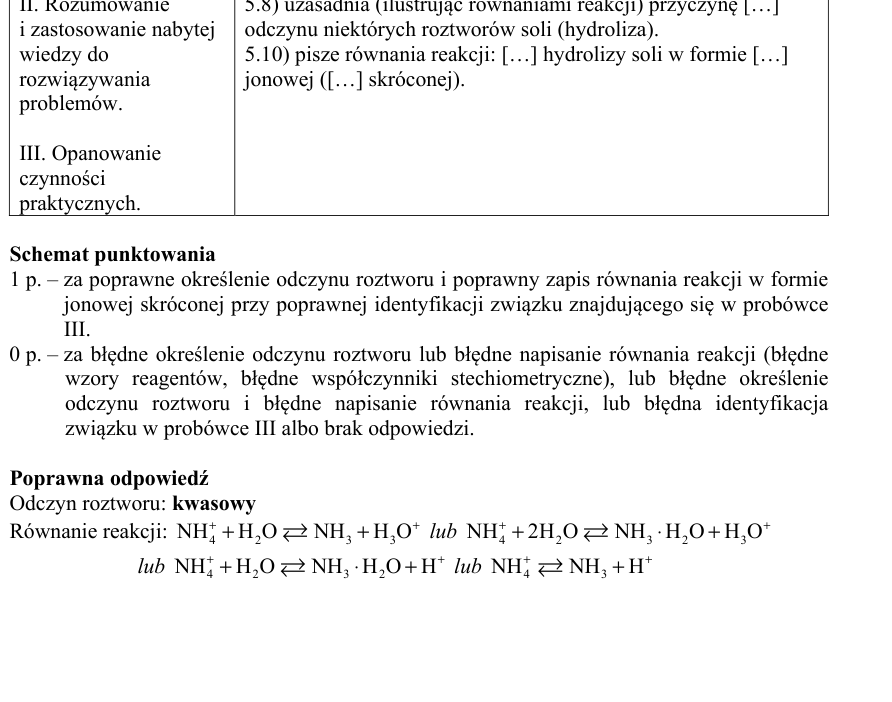 II. Rozumowanie
i zastosowanie nabytej
wiedzy do
rozwiązywania
problemów.
III. Opanowanie
czynności
praktycznych.
5.8) uzasadnia (ilustrując równaniami reakcji) przyczynę […]
odczynu niektórych roztworów soli (hydroliza).
5.10) pisze równania reakcji: […] hydrolizy soli w formie […]
jonowej ([…] skróconej).
Schemat punktowania
1 p. – za poprawne określenie odczynu roztworu i poprawny zapis równania reakcji w formie
jonowej skróconej przy poprawnej identyfikacji związku znajdującego się w probówce
III.
0 p. – za błędne określenie odczynu roztworu lub błędne napisanie równania reakcji (błędne
wzory reagentów, błędne współczynniki stechiometryczne), lub błędne określenie
odczynu roztworu i błędne napisanie równania reakcji, lub błędna identyfikacja
związku w probówce III albo brak odpowiedzi.
Poprawna odpowiedź
Odczyn roztworu: kwasowy
Równanie reakcji: NH₄⁺ + H₂O ⇄ NH₃ + H₃O⁺ lub NH₄⁺ + 2H₂O ⇄ NH₃ · H₂O + H₃O⁺
lub NH₄⁺ + H₂O ⇄ NH₃ · H₂O + H⁺ lub NH₄⁺ ⇄ NH₃ + H⁺